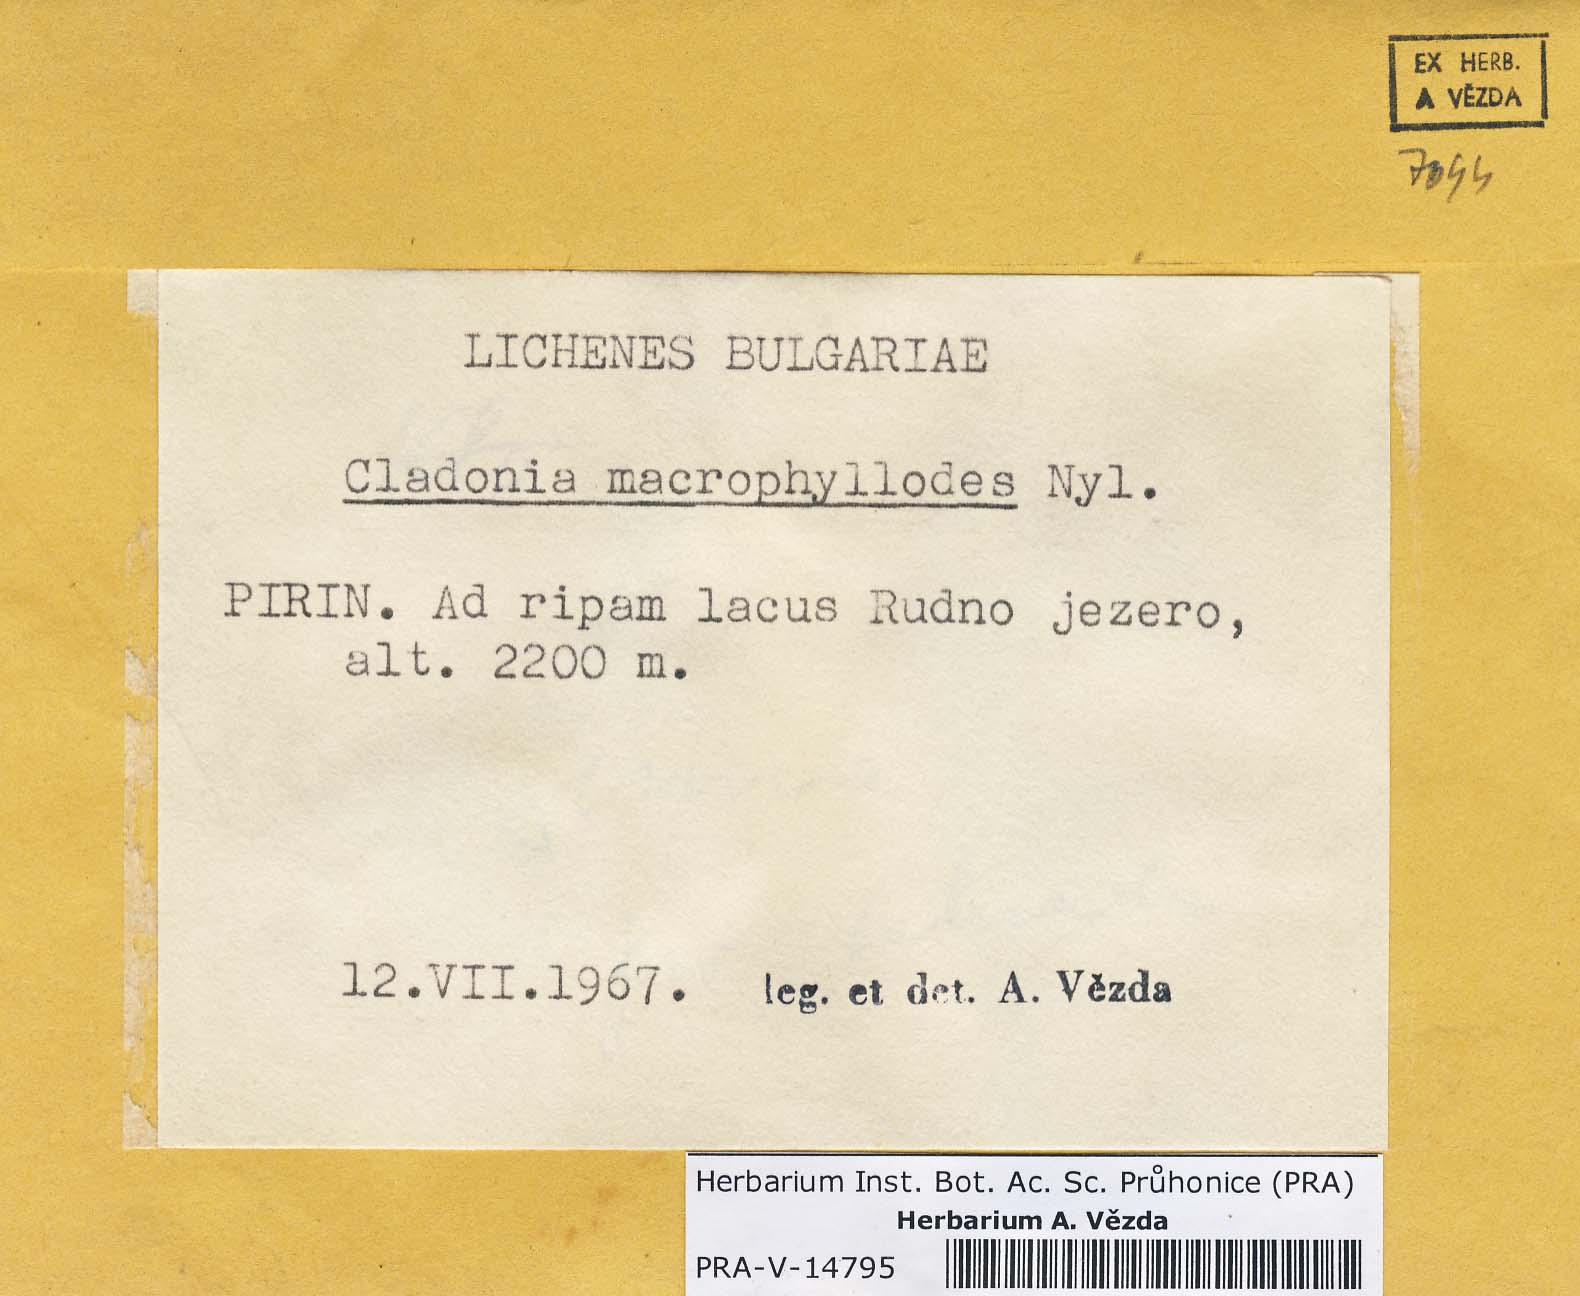 EX HERB.
A VĚZDA
7094
LICHENES BULGARIAE
Cladonia macrophyllodes Nyl.
PIRIN. Ad ripam lacus Rudno jezero,
alt. 2200 m.
12.VII.1967. leg. et det. A. Vězda
Herbarium Inst. Bot. Ac. Sc. Průhonice (PRA)
Herbarium A. Vězda
PRA-V-14795